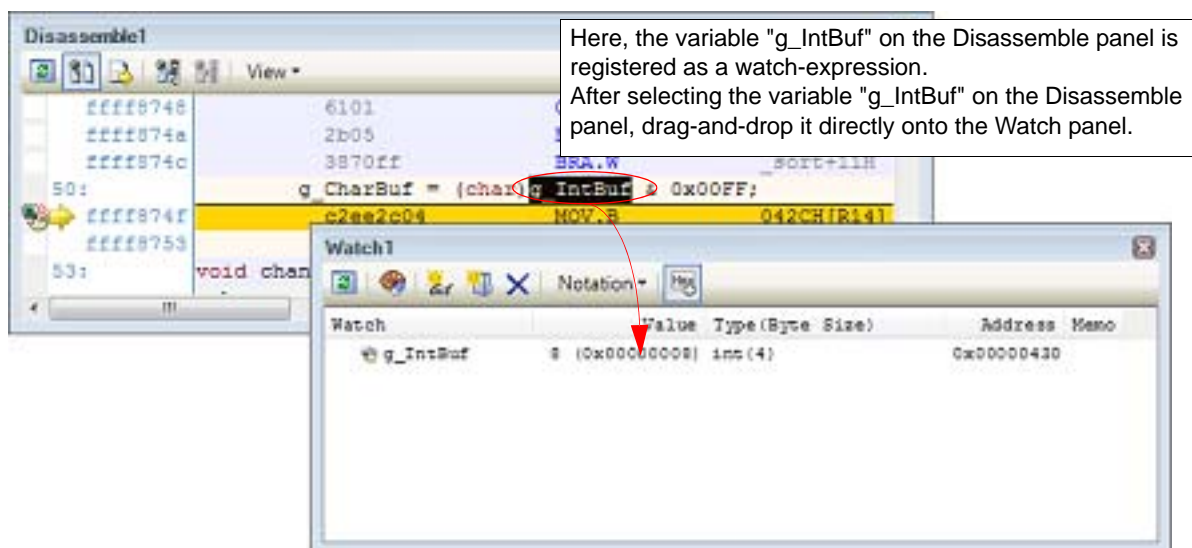 Disassemble1
Here, the variable "g_IntBuf" on the Disassemble panel is
registered as a watch-expression.
After selecting the variable "g_IntBuf" on the Disassemble
panel, drag-and-drop it directly onto the Watch panel.
View
ffff8748 6101
ffff874a 2b05
ffff874c 3870ff BRA.W _sort+11H
50: g_CharBuf = (char)g_IntBuf & 0x00FF;
ffff874f c2ee2c04 MOV.B 042CH[R14]
ffff8753
53: void chan
Watch1
Notation Hex
Watch Value Type(Byte Size) Address Memo
g_IntBuf 8 (0x00000008) int(4) 0x00000430